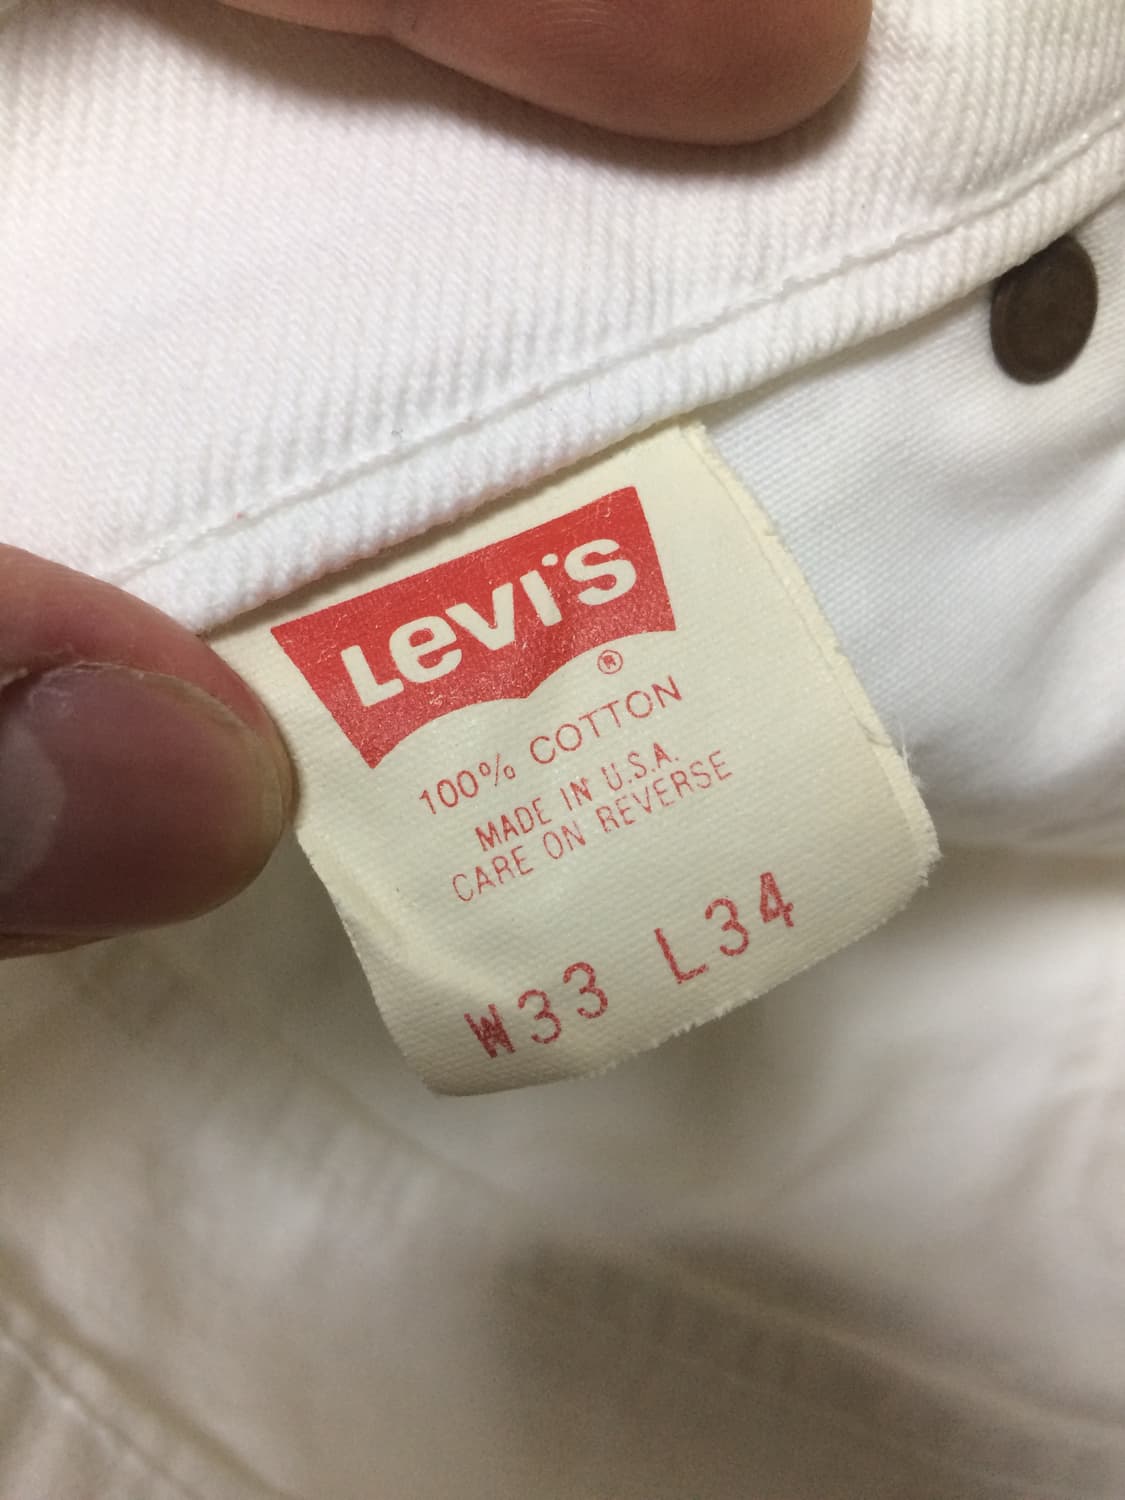 Levi's
®
100% COTTON
MADE IN U.S.A.
CARE ON REVERSE
W33 L34